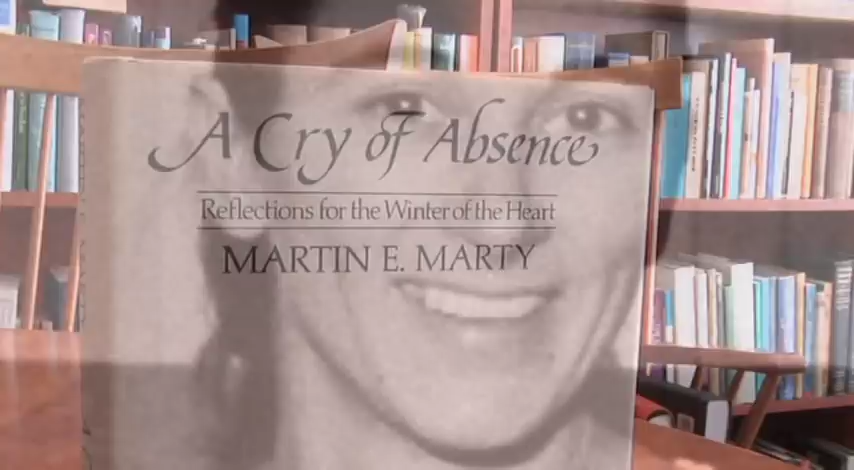 A Cry of Absence
Reflections for the Winter of the Heart
MARTIN E. MARTY